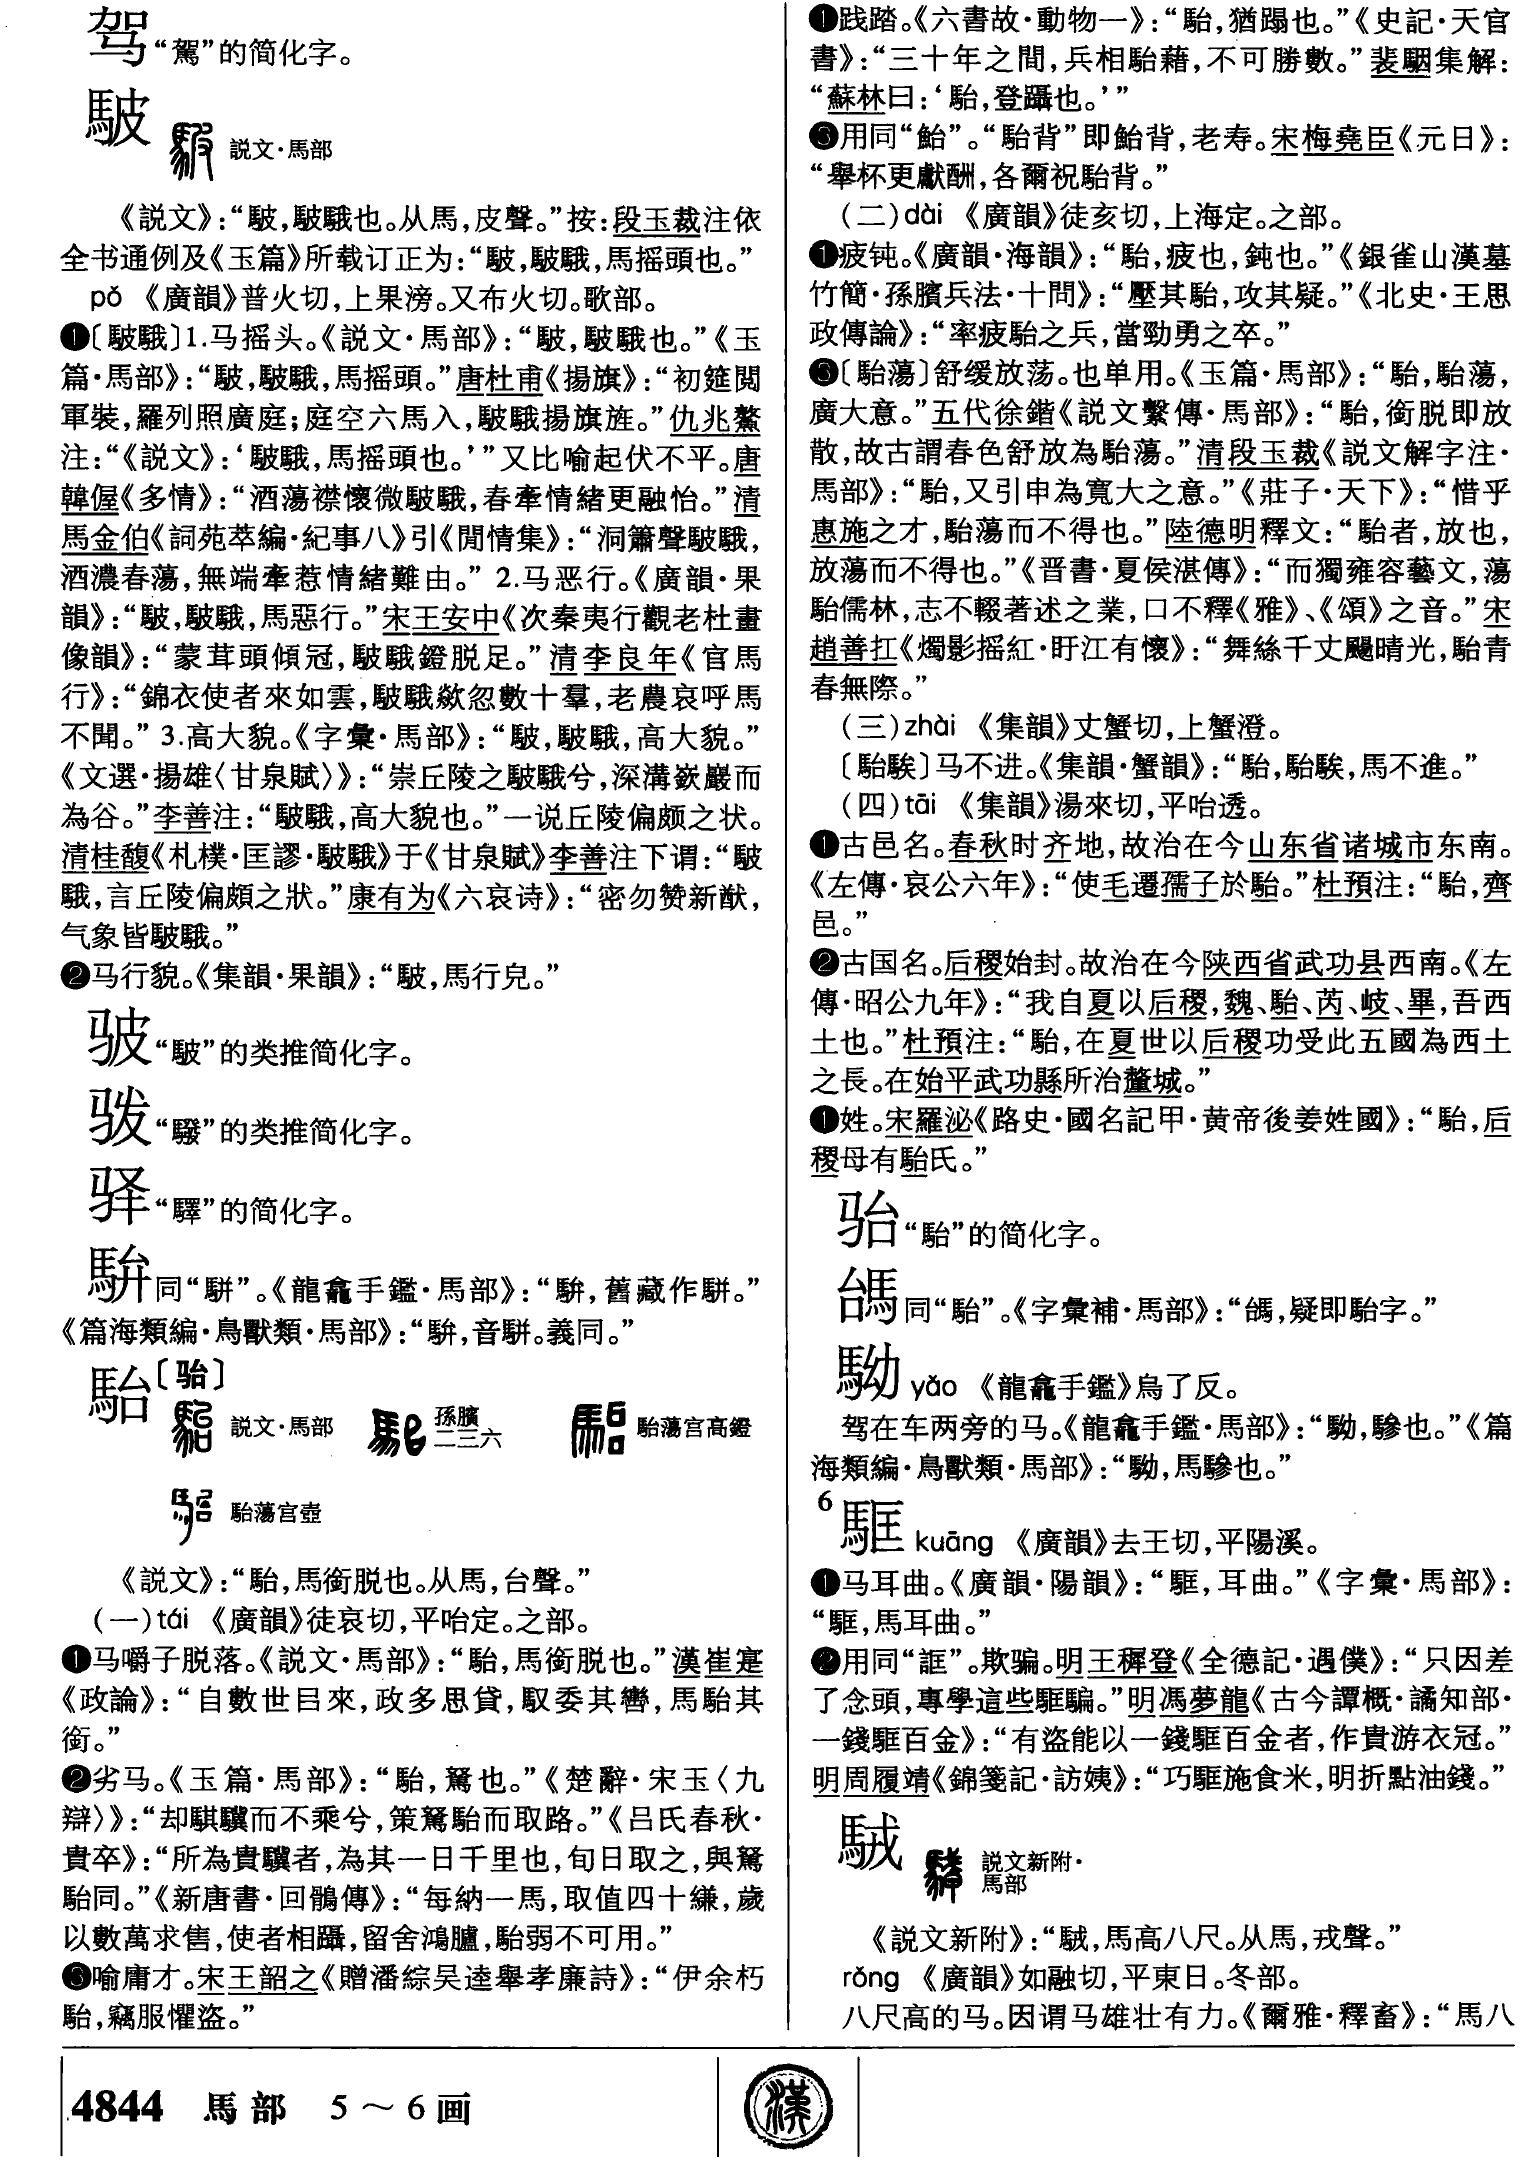 驾“駕”的简化字。
駊
説文·馬部
《説文》：“駊，駊騀也。从馬，皮聲。”按：段玉裁注依
全书通例及《玉篇》所载订正为：“駊，駊騀，馬摇頭也。”
pǒ 《廣韻》普火切，上果滂。又布火切。歌部。
❶〔駊騀〕1.马摇头。《説文·馬部》：“駊，駊騀也。”《玉
篇·馬部》：“駊，駊騀，馬摇頭。”唐杜甫《揚旗》：“初筵閲
軍裝，羅列照廣庭；庭空六馬入，駊騀揚旗旌。”仇兆鰲
注：“《説文》：‘駊騀，馬摇頭也。’”又比喻起伏不平。唐
韓偓《多情》：“酒蕩襟懷微駊騀，春牽情緒更融怡。”清
馬金伯《詞苑萃編·紀事八》引《閒情集》：“洞簫聲駊騀，
酒濃春蕩，無端牽惹情緒難由。” 2.马恶行。《廣韻·果
韻》：“駊，駊騀，馬惡行。”宋王安中《次秦夷行觀老杜畫
像韻》：“蒙茸頭傾冠，駊騀鐙脱足。”清李良年《官馬
行》：“錦衣使者來如雲，駊騀歘忽數十羣，老農哀呼馬
不聞。” 3.高大貌。《字彙·馬部》：“駊，駊騀，高大貌。”
《文選·揚雄〈甘泉賦〉》：“崇丘陵之駊騀兮，深溝嶔巖而
為谷。”李善注：“駊騀，高大貌也。”一说丘陵偏颇之状。
清桂馥《札樸·匡謬·駊騀》于《甘泉賦》李善注下谓：“駊
騀，言丘陵偏頗之狀。”康有为《六哀诗》：“密勿赞新猷，
气象皆駊騀。”
❷马行貌。《集韻·果韻》：“駊，馬行皃。”
𫘝“駊”的类推简化字。
𫘞“驋”的类推简化字。
驿“驛”的简化字。
騈同“駢”。《龍龕手鑑·馬部》：“騈，舊藏作駢。”
《篇海類編·鳥獸類·馬部》：“騈，音駢。義同。”
駘〔骀〕
説文·馬部 孫臏二三六 駘蕩宫高鐙
駘蕩宫壺
《説文》：“駘，馬銜脱也。从馬，台聲。”
（一）tái 《廣韻》徒哀切，平咍定。之部。
❶马嚼子脱落。《説文·馬部》：“駘，馬銜脱也。”漢崔寔
《政論》：“自數世㠯來，政多恩貸，馭委其轡，馬駘其
銜。”
❷劣马。《玉篇·馬部》：“駘，駑也。”《楚辭·宋玉〈九
辯〉》：“却騏驥而不乘兮，策駑駘而取路。”《吕氏春秋·
貴卒》：“所為貴驥者，為其一日千里也，旬日取之，與駑
駘同。”《新唐書·回鶻傳》：“每納一馬，取值四十縑，歲
以數萬求售，使者相躡，留舍鴻臚，駘弱不可用。”
❸喻庸才。宋王韶之《贈潘綜吴逵舉孝廉詩》：“伊余朽
駘，竊服懼盜。”
❶践踏。《六書故·動物一》：“駘，猶蹋也。”《史記·天官
書》：“三十年之間，兵相駘藉，不可勝數。”裴駰集解：
“蘇林曰：‘駘，登躡也。’”
❺用同“鮐”。“駘背”即鮐背，老寿。宋梅堯臣《元日》：
“舉杯更獻酬，各爾祝駘背。”
（二）dài 《廣韻》徒亥切，上海定。之部。
❶疲钝。《廣韻·海韻》：“駘，疲也，鈍也。”《銀雀山漢墓
竹簡·孫臏兵法·十問》：“壓其駘，攻其疑。”《北史·王思
政傳論》：“率疲駘之兵，當勁勇之卒。”
❷〔駘蕩〕舒缓放荡。也单用。《玉篇·馬部》：“駘，駘蕩，
廣大意。”五代徐鍇《説文繫傳·馬部》：“駘，銜脱即放
散，故古謂春色舒放為駘蕩。”清段玉裁《説文解字注·
馬部》：“駘，又引申為寬大之意。”《莊子·天下》：“惜乎
惠施之才，駘蕩而不得也。”陸德明釋文：“駘者，放也，
放蕩而不得也。”《晋書·夏侯湛傳》：“而獨雍容藝文，蕩
駘儒林，志不輟著述之業，口不釋《雅》、《頌》之音。”宋
趙善扛《燭影摇紅·盱江有懷》：“舞絲千丈颺晴光，駘青
春無際。”
（三）zhài 《集韻》丈蟹切，上蟹澄。
〔駘騃〕马不进。《集韻·蟹韻》：“駘，駘騃，馬不進。”
（四）tāi 《集韻》湯來切，平咍透。
❶古邑名。春秋时齐地，故治在今山东省诸城市东南。
《左傳·哀公六年》：“使毛遷孺子於駘。”杜預注：“駘，齊
邑。”
❷古国名。后稷始封。故治在今陕西省武功县西南。《左
傳·昭公九年》：“我自夏以后稷，魏、駘、芮、岐、畢，吾西
土也。”杜預注：“駘，在夏世以后稷功受此五國為西土
之長。在始平武功縣所治釐城。”
❶姓。宋羅泌《路史·國名記甲·黄帝後姜姓國》：“駘，后
稷母有駘氏。”
骀“駘”的简化字。
同“駘”。《字彙補·馬部》：“，疑即駘字。”
駠 yǎo 《龍龕手鑑》烏了反。
驾在车两旁的马。《龍龕手鑑·馬部》：“，驂也。”《篇
海類編·鳥獸類·馬部》：“，馬驂也。”
6
駆 kuāng 《廣韻》去王切，平陽溪。
❶马耳曲。《廣韻·陽韻》：“，耳曲。”《字彙·馬部》：
“，馬耳曲。”
❷用同“誆”。欺骗。明王穉登《全德記·遇僕》：“只因差
了念頭，專學這些騙。”明馮夢龍《古今譚概·譎知部·
一錢百金》：“有盜能以一錢百金者，作貴游衣冠。”
明周履靖《錦箋記·訪姨》：“巧施食米，明折點油錢。”
駥
説文新附·
馬部
《説文新附》：“駥，馬高八尺。从馬，戎聲。”
rǒng 《廣韻》如融切，平東日。冬部。
八尺高的马。因谓马雄壮有力。《爾雅·釋畜》：“馬八
4844 馬部 5～6画
漢